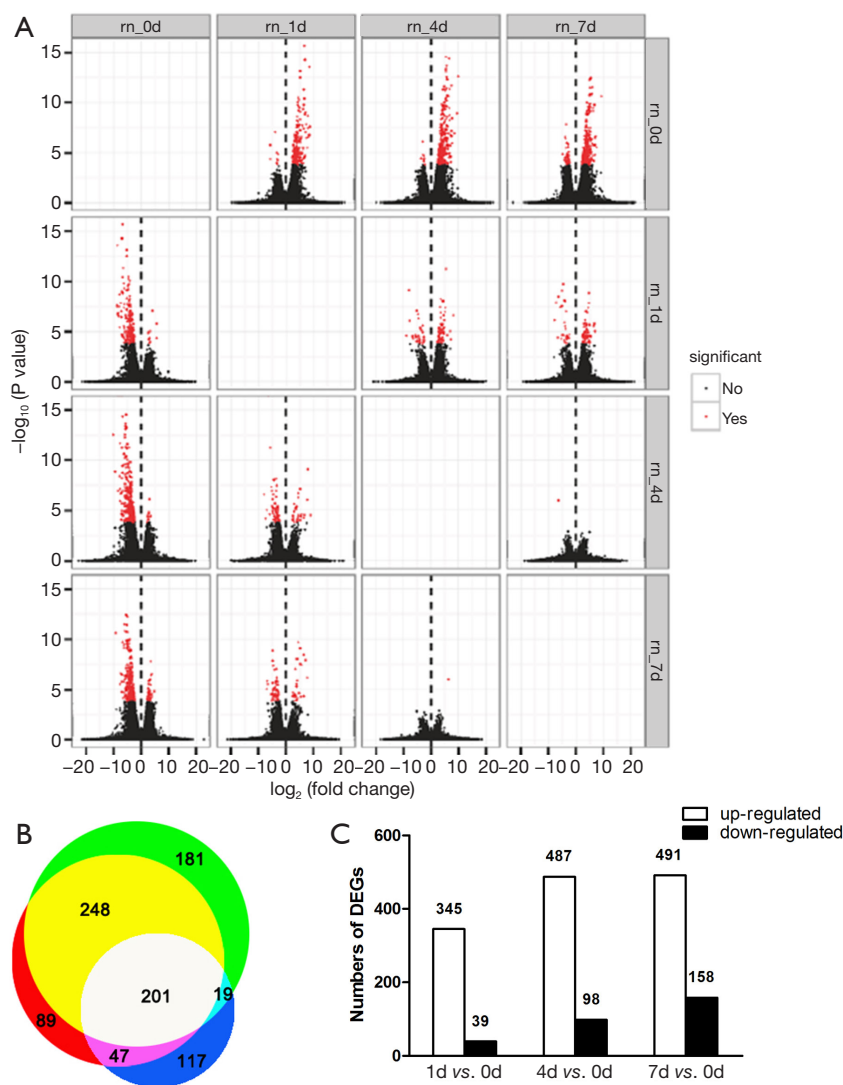 A
rn_0d
rn_1d
rn_4d
rn_7d
15
10
5
0
rn_0d
15
10
5
0
rn_1d
15
10
5
0
rn_4d
15
10
5
0
rn_7d
−log₁₀ (P value)
−20 −10 0 10 20 −20 −10 0 10 20 −20 −10 0 10 20 −20 −10 0 10 20
log₂ (fold change)
significant
No
Yes
B
181
248
201
19
89
47
117
C
up-regulated
down-regulated
Numbers of DEGs
600
400
200
0
345
39
487
98
491
158
1d vs. 0d
4d vs. 0d
7d vs. 0d